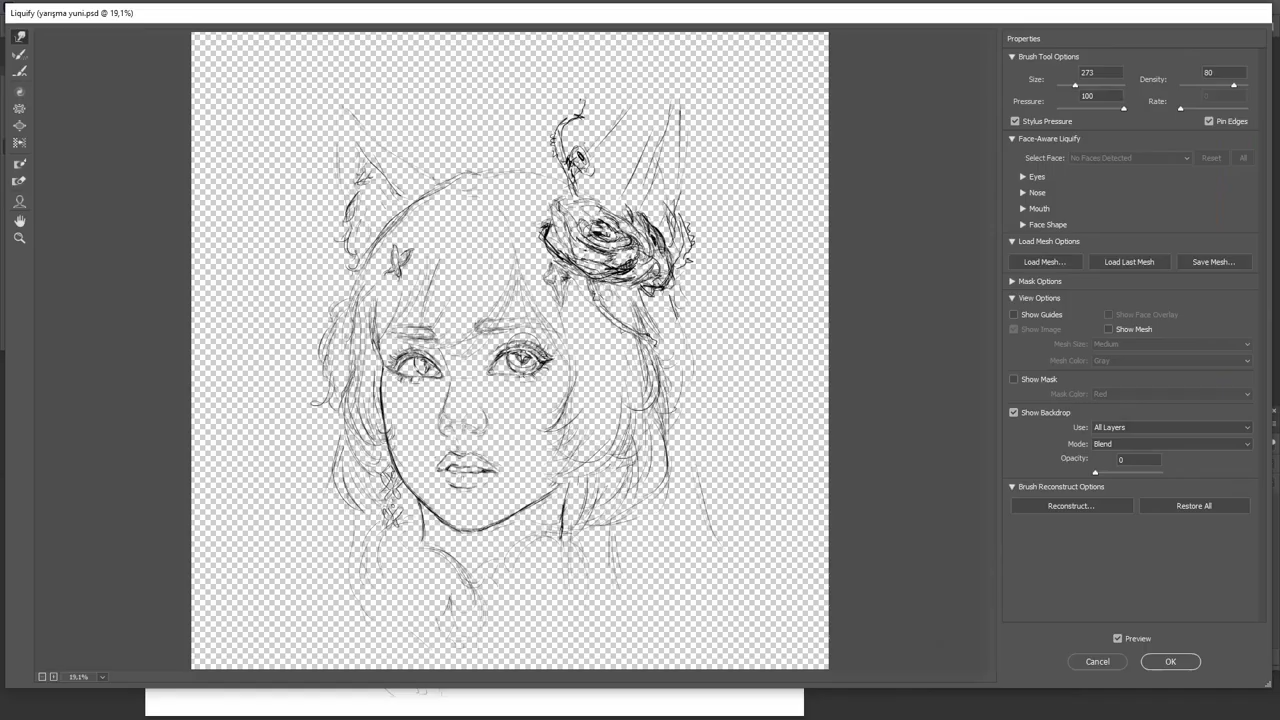 Liquify (yarışma yuni.psd @ 19,1%)
Properties
Brush Tool Options
Size: 273 Density: 80
Pressure: 100 Rate: 0
Stylus Pressure Pin Edges
Face-Aware Liquify
Select Face: No Faces Detected Reset All
Eyes
Nose
Mouth
Face Shape
Load Mesh Options
Load Mesh... Load Last Mesh Save Mesh...
Mask Options
View Options
Show Guides Show Face Overlay
Show Image Show Mesh
Mesh Size: Medium
Mesh Color: Gray
Show Mask
Mask Color: Red
Show Backdrop
Use: All Layers
Mode: Blend
Opacity: 0
Brush Reconstruct Options
Reconstruct... Restore All
Preview
Cancel OK
19,1%